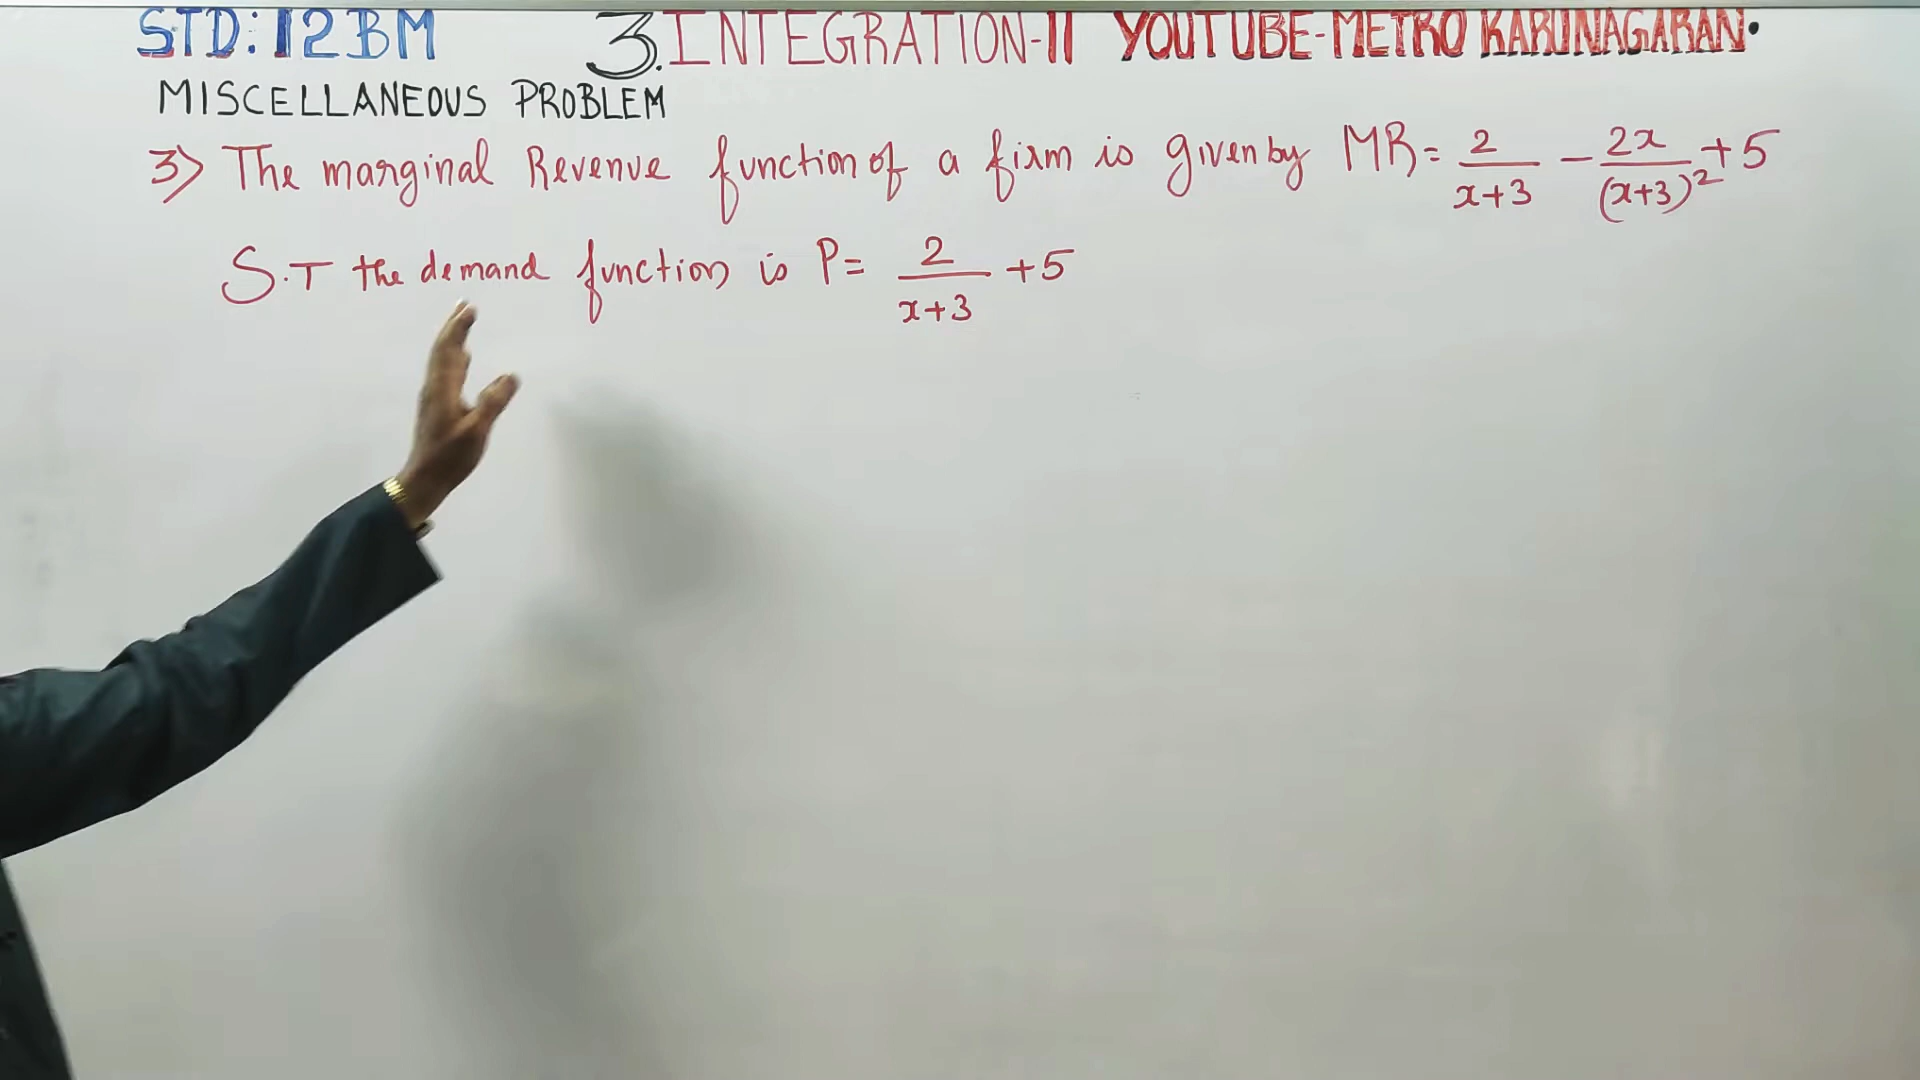 STD:12BM 3.INTEGRATION-II YOUTUBE-METRO KARUNAGARAN.
MISCELLANEOUS PROBLEM
3) The marginal Revenue function of a firm is given by MR= 2/(x+3) - 2x/(x+3)² +5
S.T the demand function is P= 2/(x+3) +5